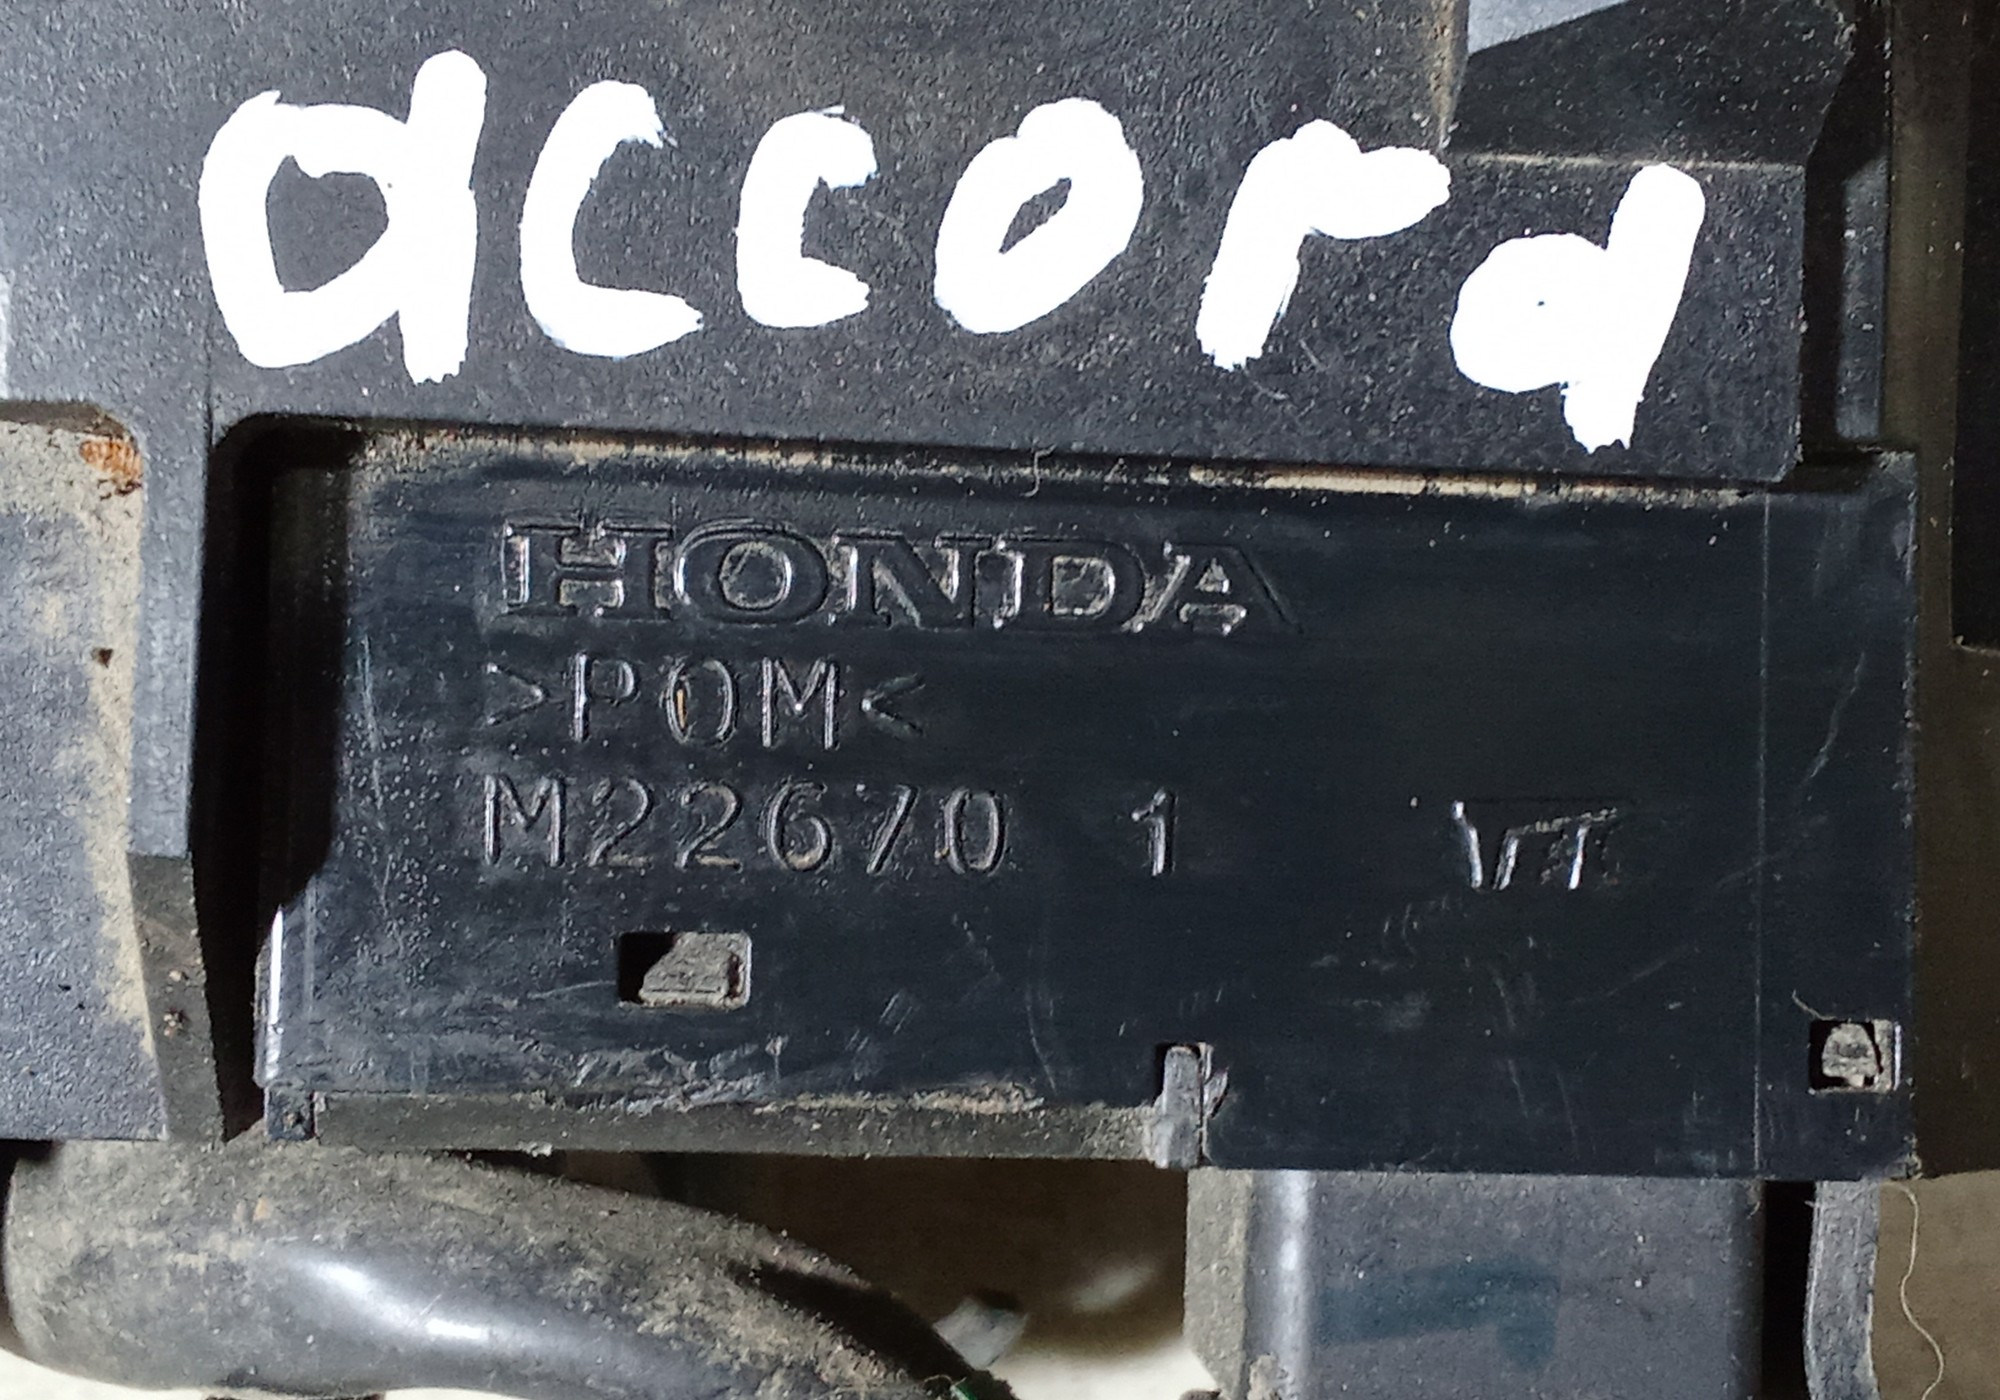 accord
HONDA
>POM<
M22670 1